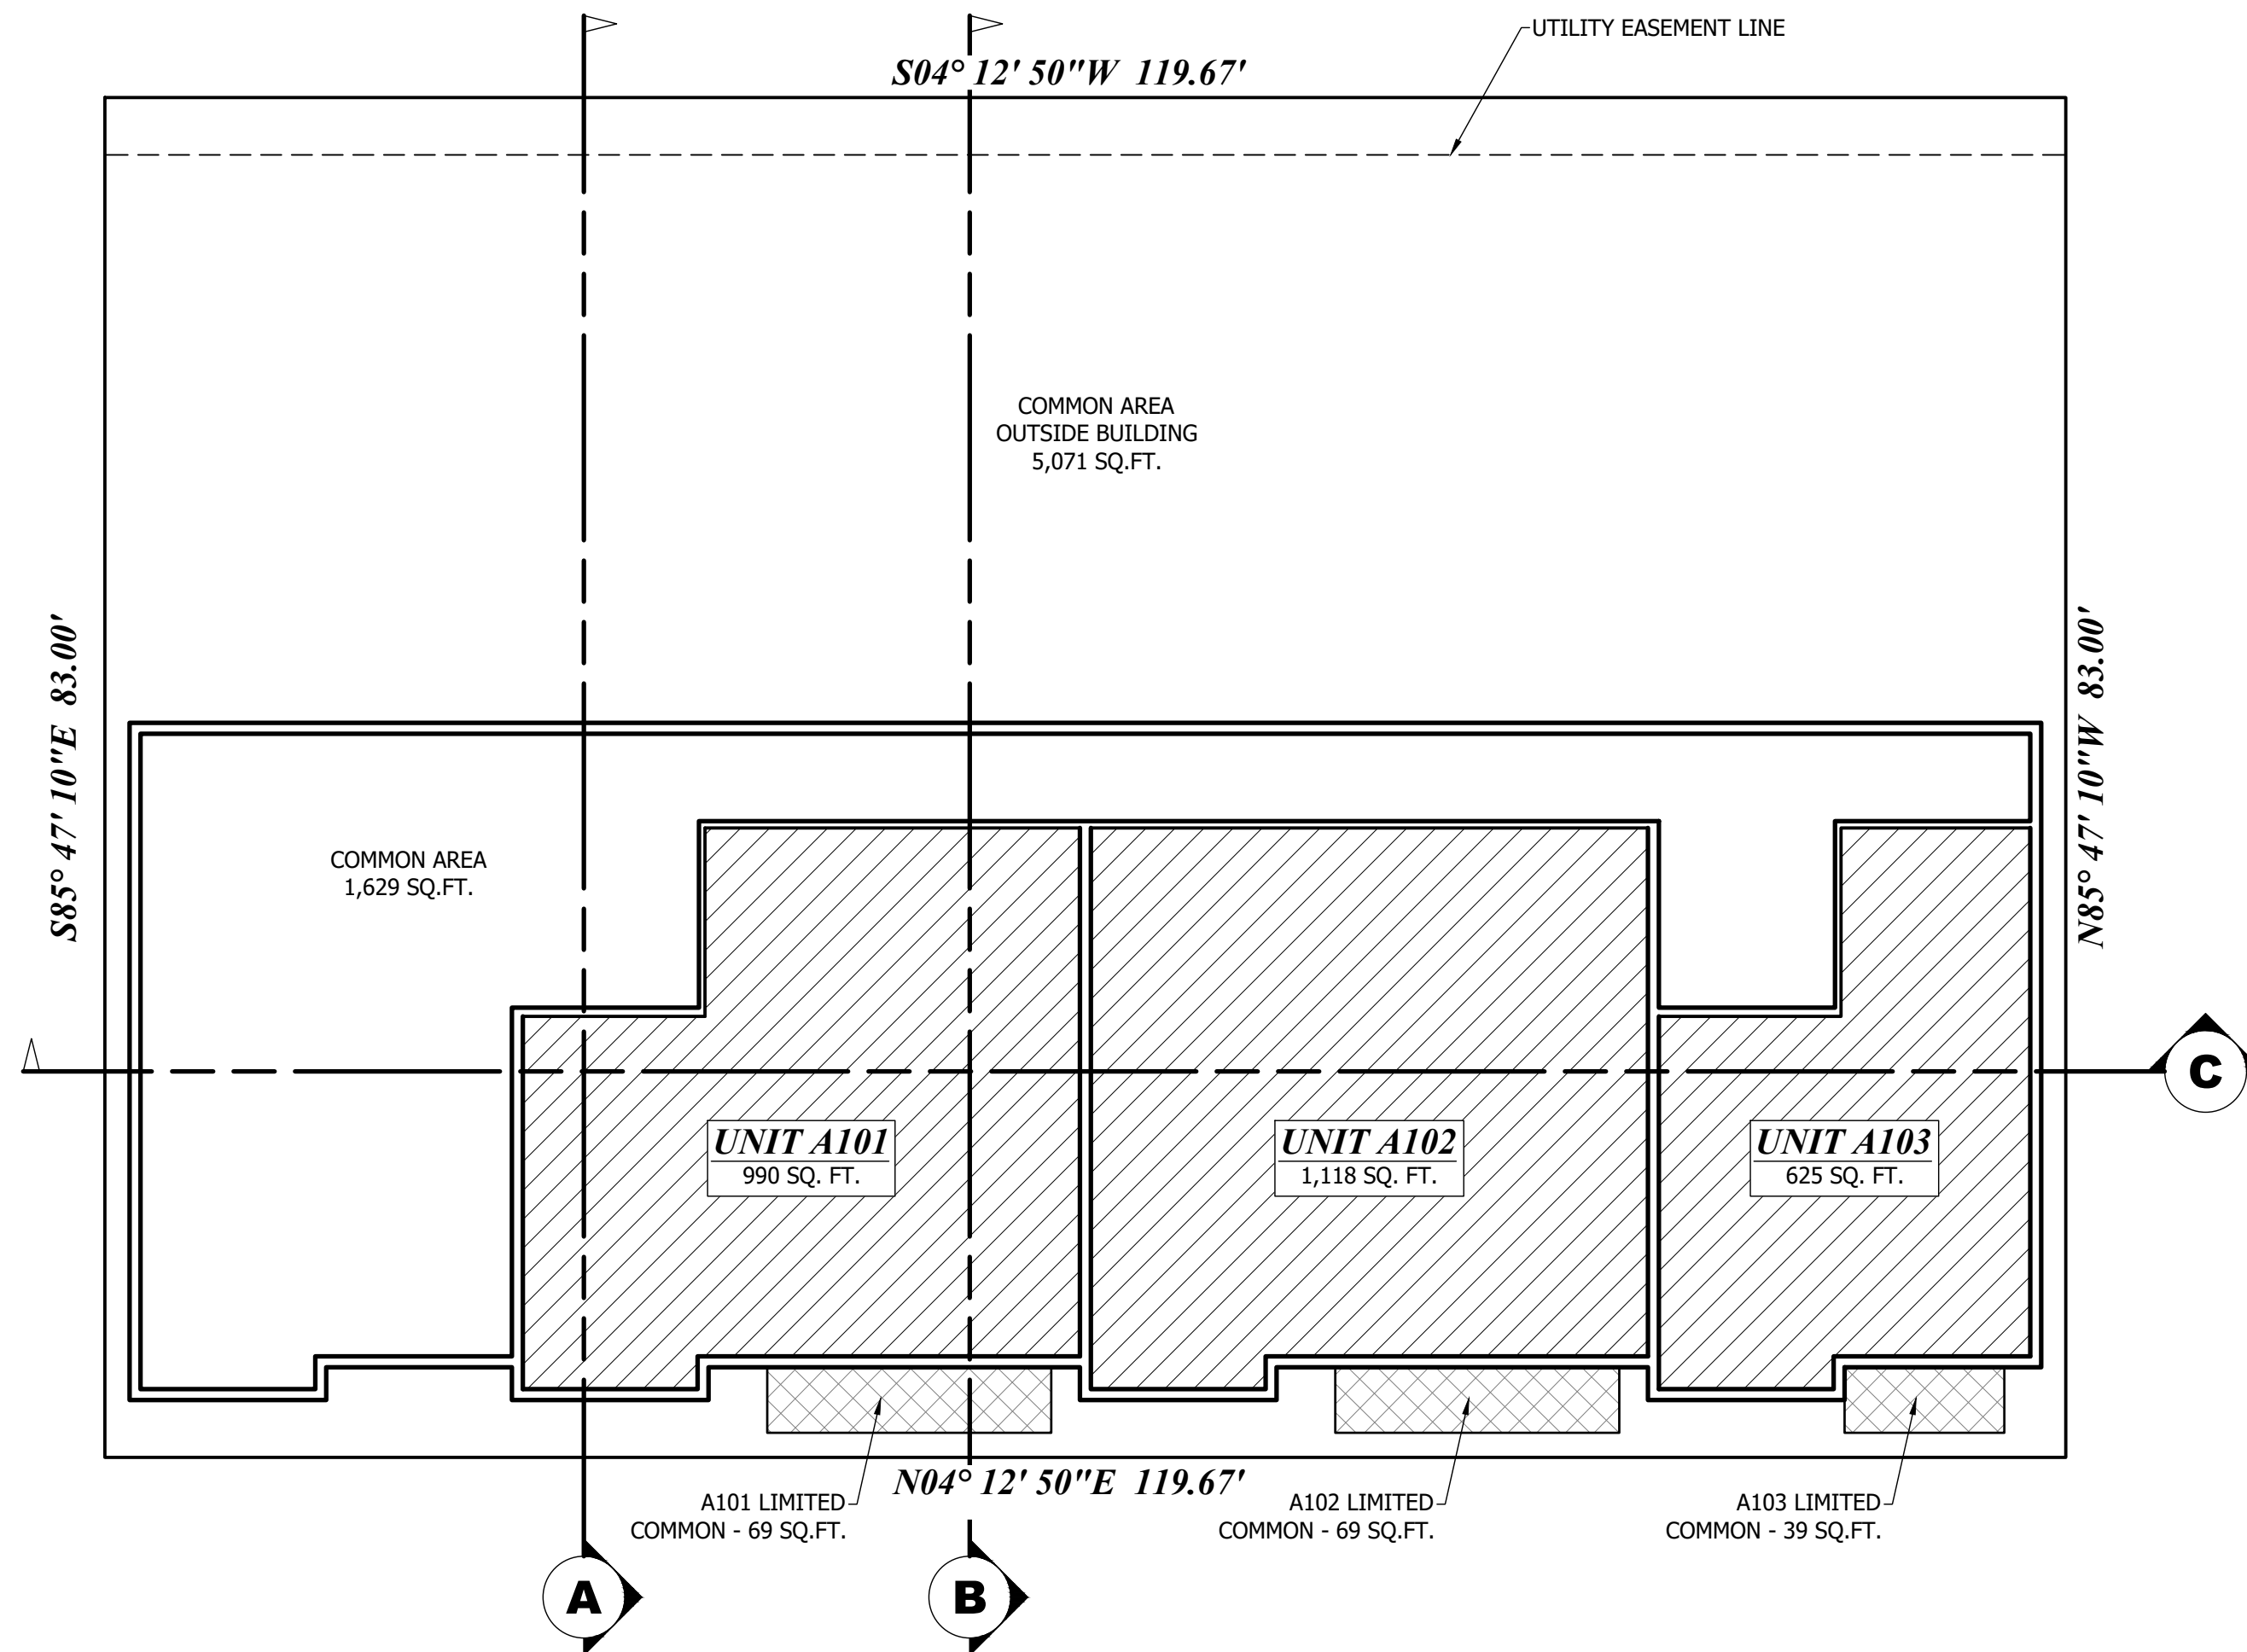 UTILITY EASEMENT LINE
S04° 12' 50"W 119.67'
COMMON AREA
OUTSIDE BUILDING
5,071 SQ.FT.
S85° 47' 10"E 83.00'
N85° 47' 10"W 83.00'
COMMON AREA
1,629 SQ.FT.
C
UNIT A101
990 SQ. FT.
UNIT A102
1,118 SQ. FT.
UNIT A103
625 SQ. FT.
N04° 12' 50"E 119.67'
A101 LIMITED
COMMON - 69 SQ.FT.
A102 LIMITED
COMMON - 69 SQ.FT.
A103 LIMITED
COMMON - 39 SQ.FT.
A
B